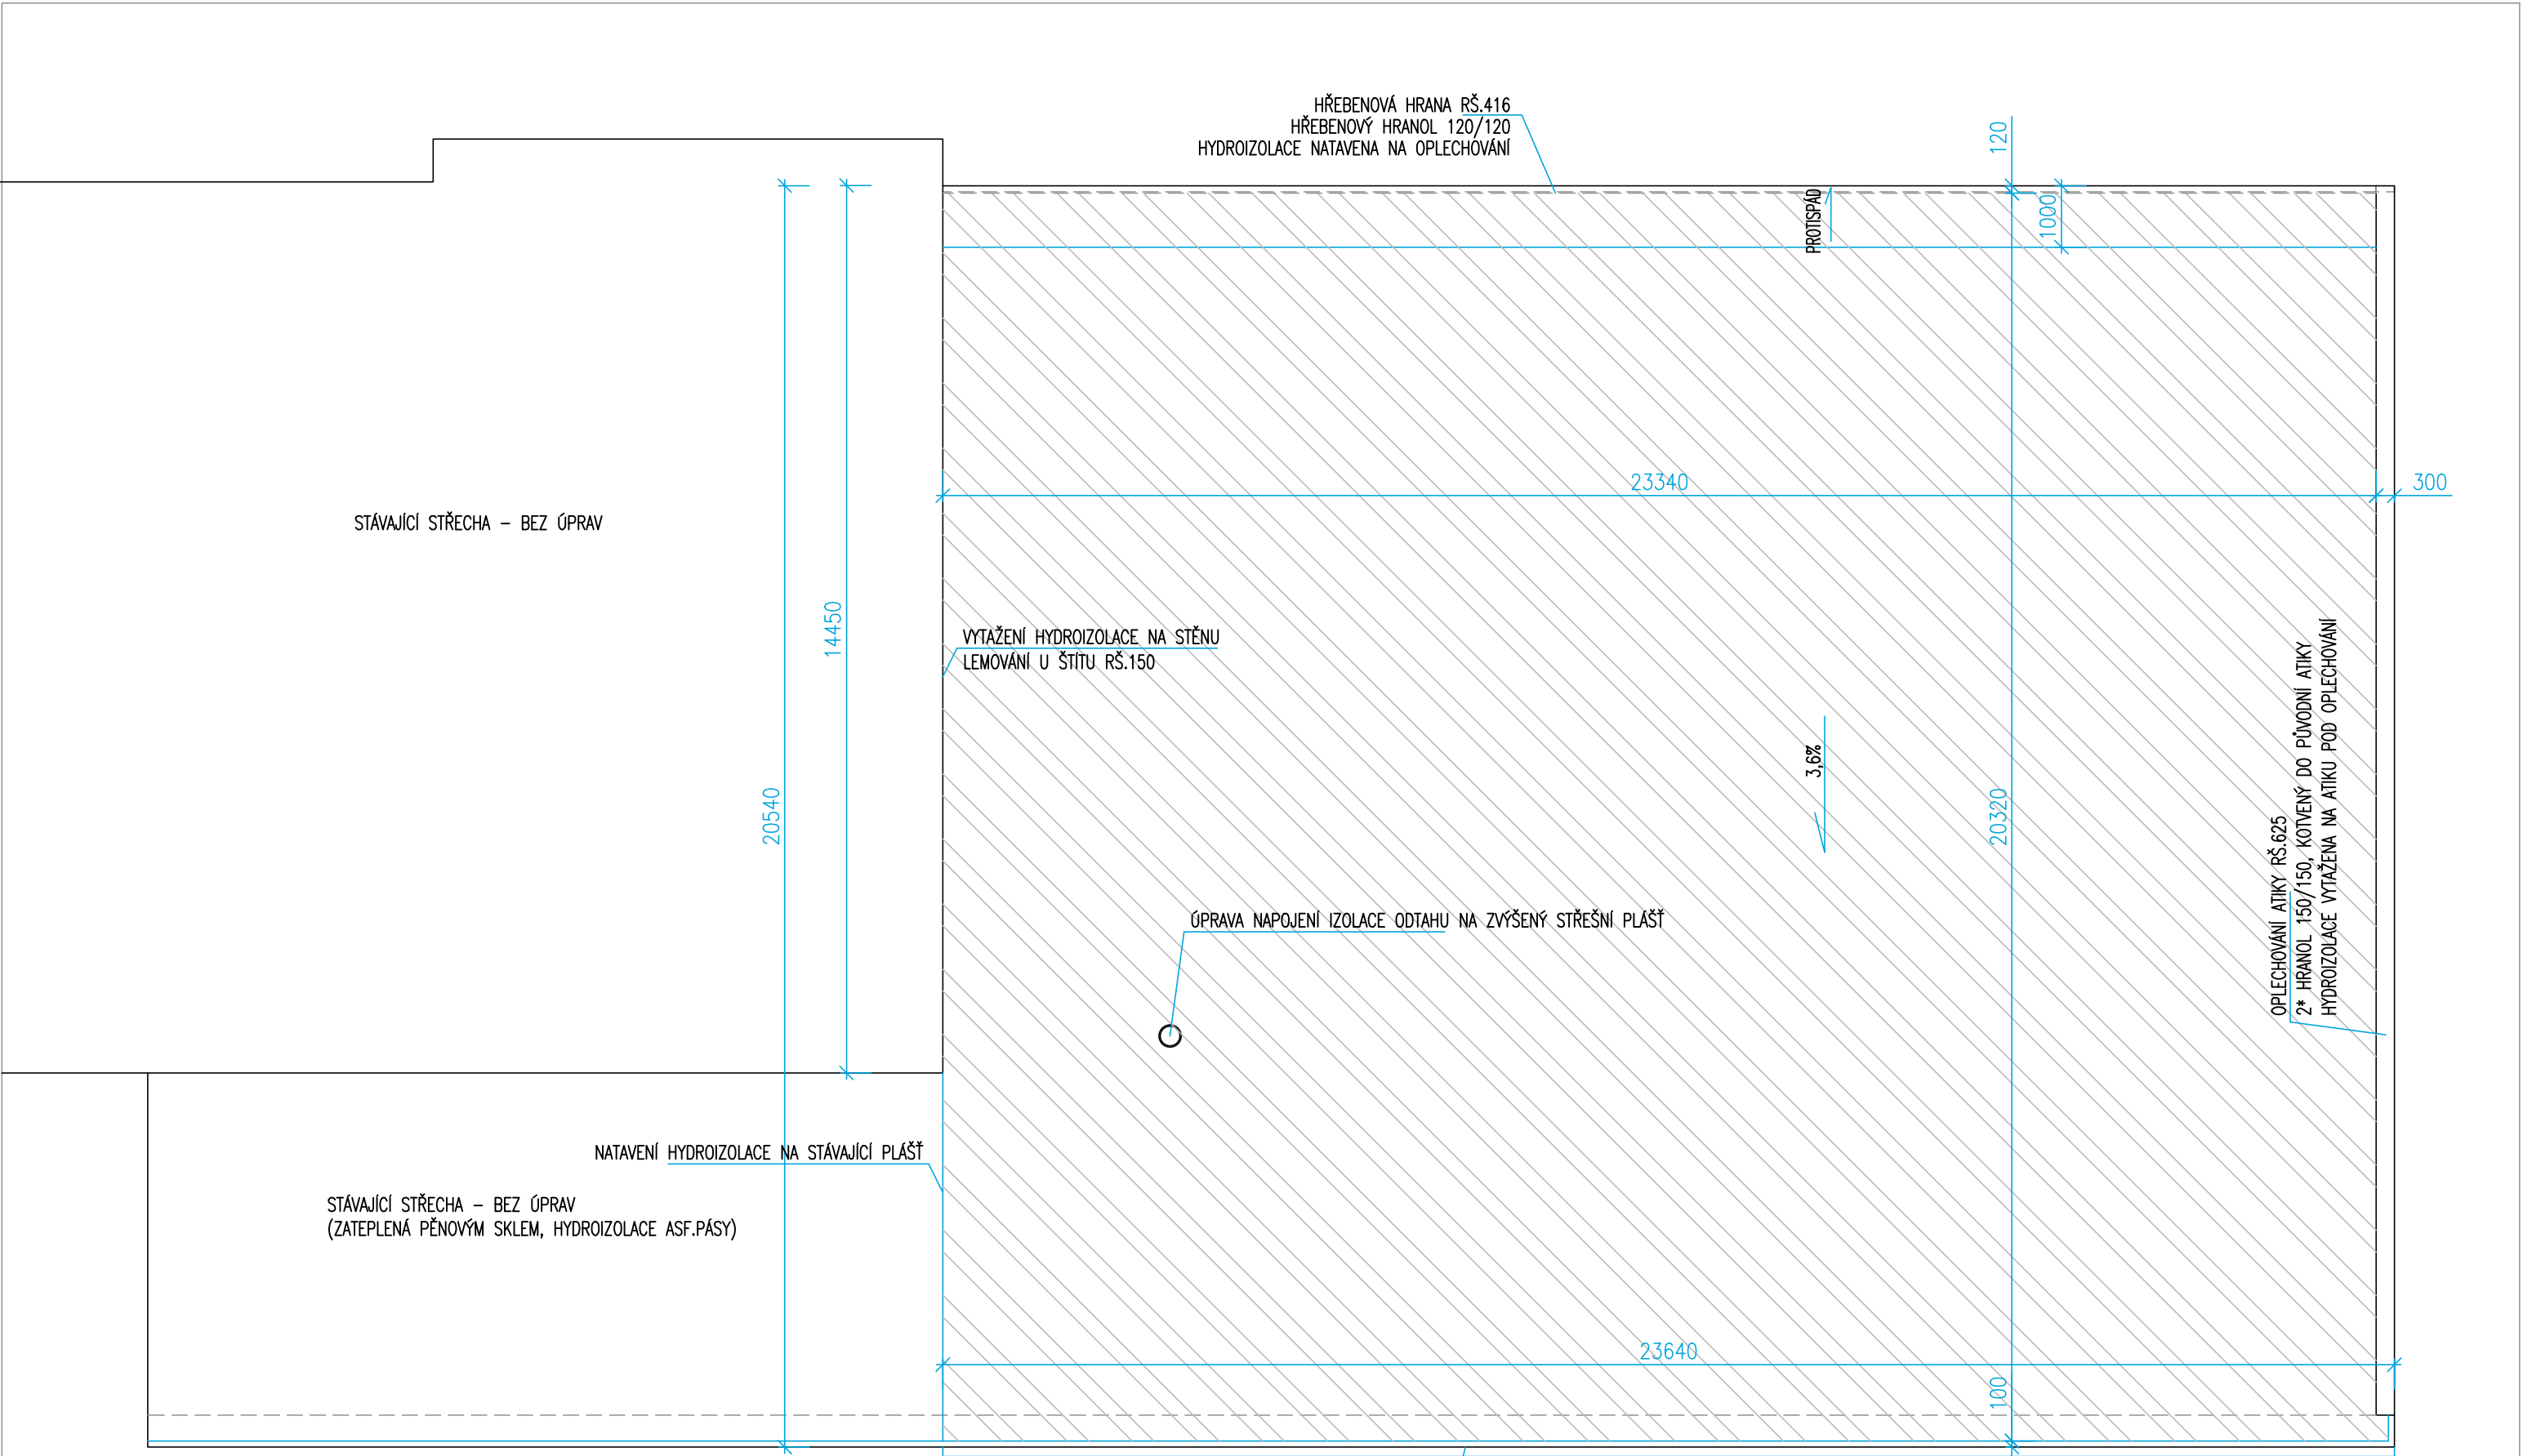 HŘEBENOVÁ HRANA RŠ.416
HŘEBENOVÝ HRANOL 120/120
HYDROIZOLACE NATAVENA NA OPLECHOVÁNÍ
120
1000
PROTISPÁD
23340
300
STÁVAJÍCÍ STŘECHA – BEZ ÚPRAV
14450
VYTAŽENÍ HYDROIZOLACE NA STĚNU
LEMOVÁNÍ U ŠTÍTU RŠ.150
20540
3,6%
20320
OPLECHOVÁNÍ ATIKY RŠ.625
2* HRANOL 150/150, KOTVENÝ DO PŮVODNÍ ATIKY
HYDROIZOLACE VYTAŽENA NA ATIKU POD OPLECHOVÁNÍ
ÚPRAVA NAPOJENÍ IZOLACE ODTAHU NA ZVÝŠENÝ STŘEŠNÍ PLÁŠŤ
NATAVENÍ HYDROIZOLACE NA STÁVAJÍCÍ PLÁŠŤ
STÁVAJÍCÍ STŘECHA – BEZ ÚPRAV
(ZATEPLENÁ PĚNOVÝM SKLEM, HYDROIZOLACE ASF.PÁSY)
23640
100